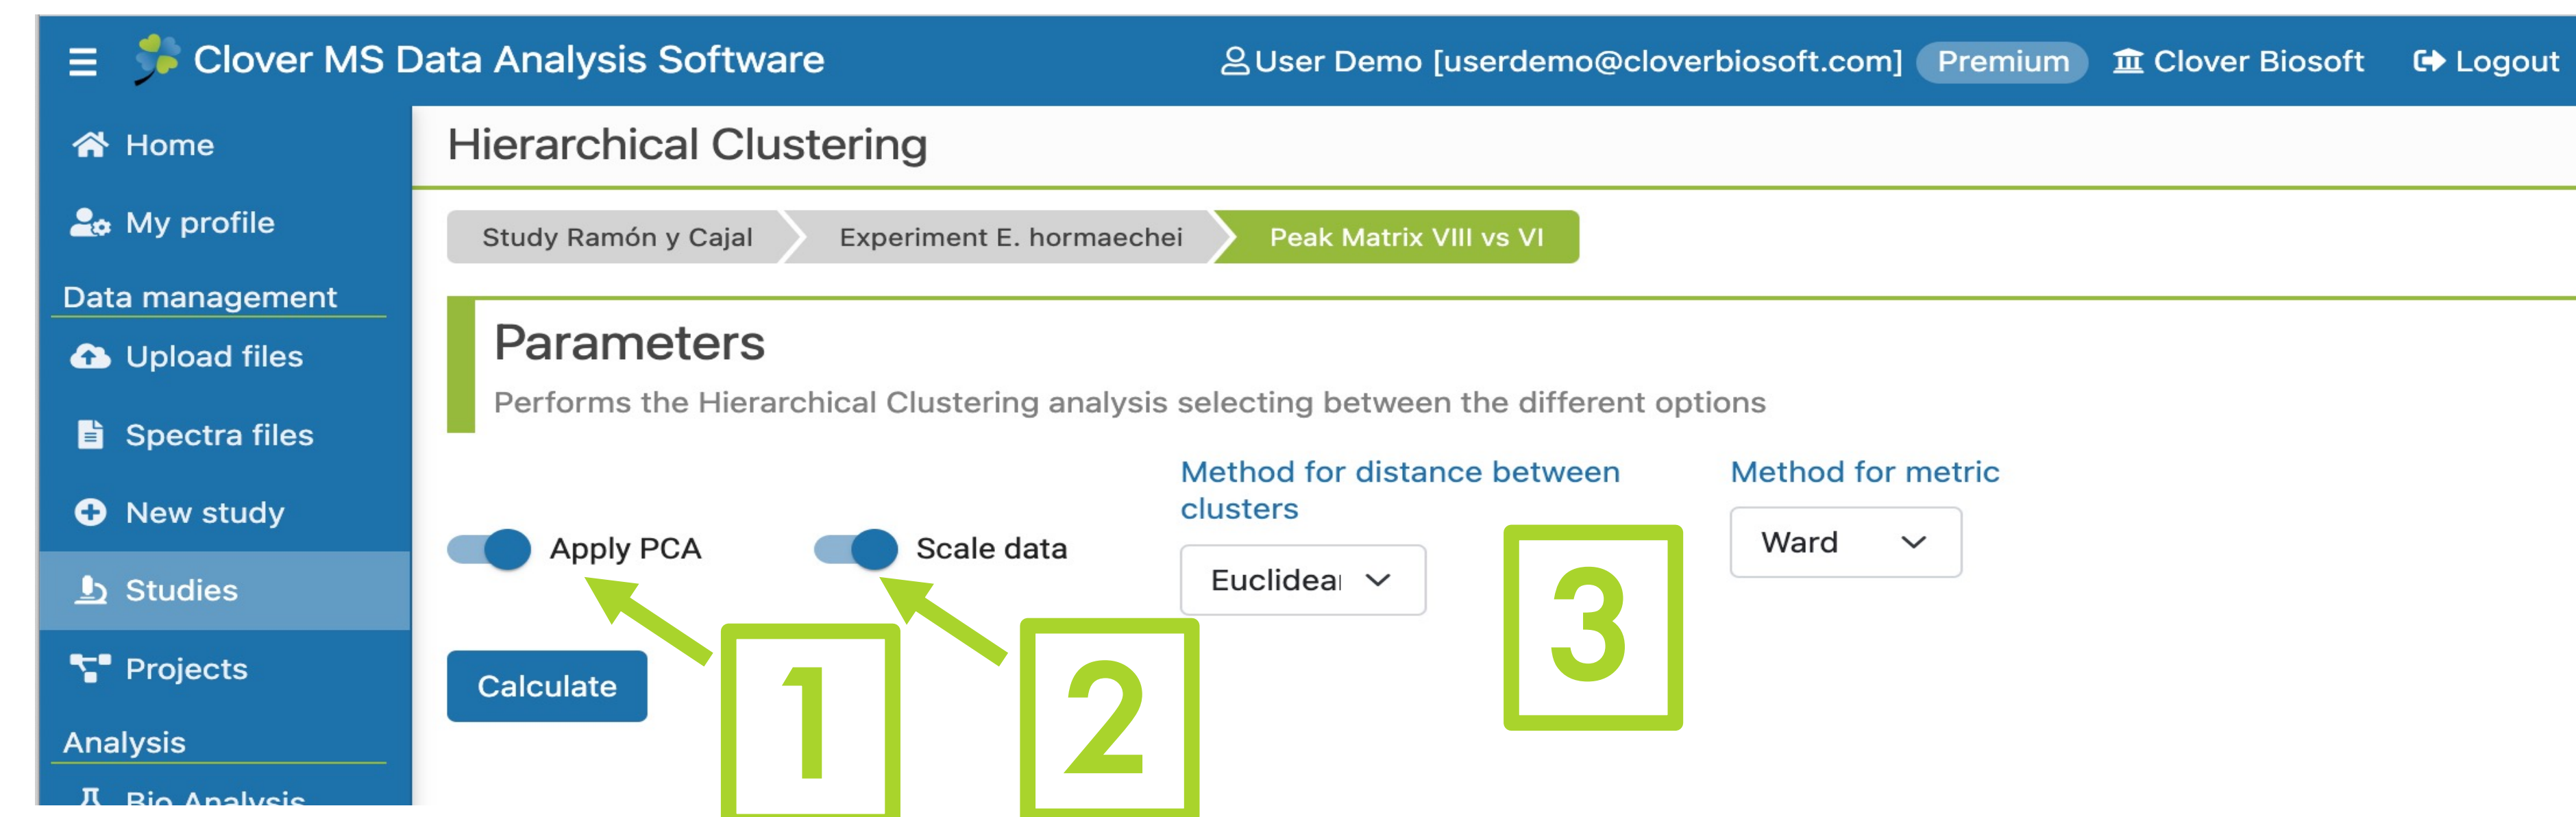 Clover MS Data Analysis Software
User Demo [userdemo@cloverbiosoft.com] Premium Clover Biosoft Logout
Home
My profile
Data management
Upload files
Spectra files
New study
Studies
Projects
Analysis
Bio Analysis
Hierarchical Clustering
Study Ramón y Cajal Experiment E. hormaechei Peak Matrix VIII vs VI
Parameters
Performs the Hierarchical Clustering analysis selecting between the different options
Apply PCA
Scale data
Method for distance between
clusters
Euclidea
Method for metric
Ward
Calculate
1
2
3